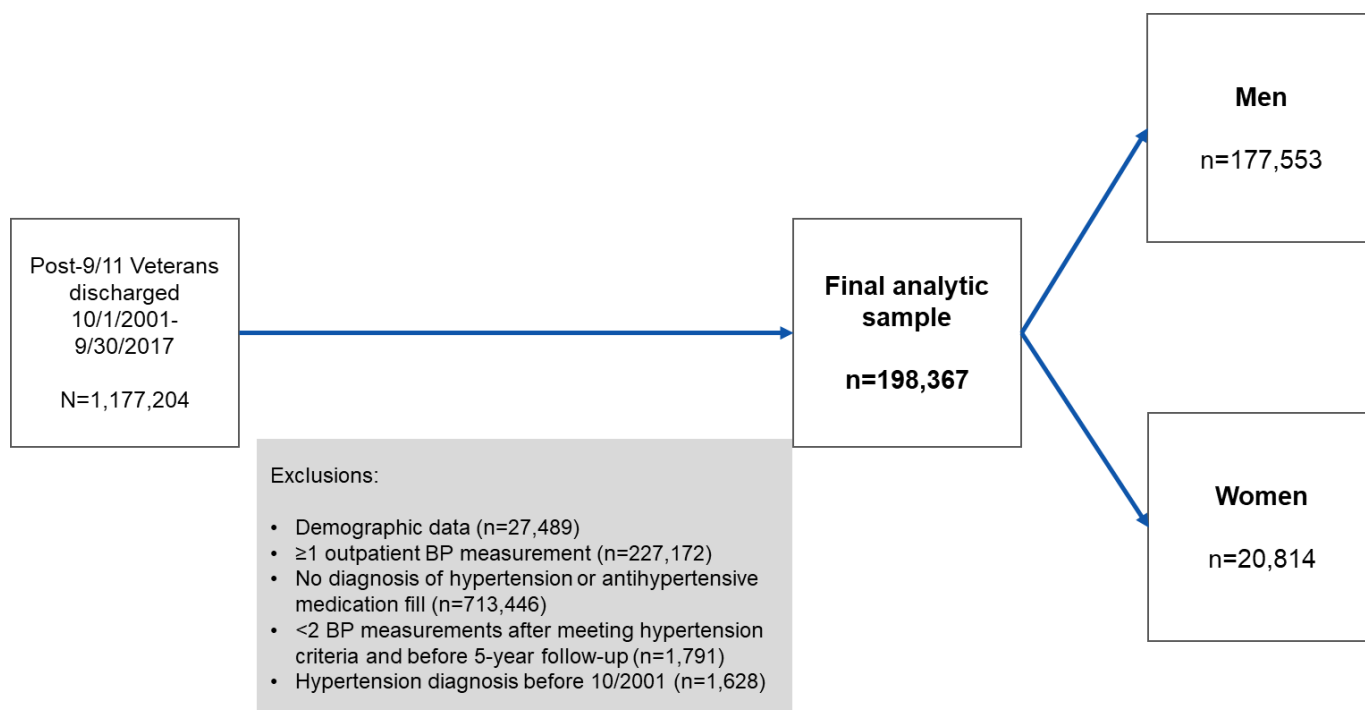 Post-9/11 Veterans
discharged
10/1/2001-
9/30/2017
N=1,177,204
Exclusions:
• Demographic data (n=27,489)
• ≥1 outpatient BP measurement (n=227,172)
• No diagnosis of hypertension or antihypertensive
medication fill (n=713,446)
• <2 BP measurements after meeting hypertension
criteria and before 5-year follow-up (n=1,791)
• Hypertension diagnosis before 10/2001 (n=1,628)
Final analytic
sample
n=198,367
Men
n=177,553
Women
n=20,814